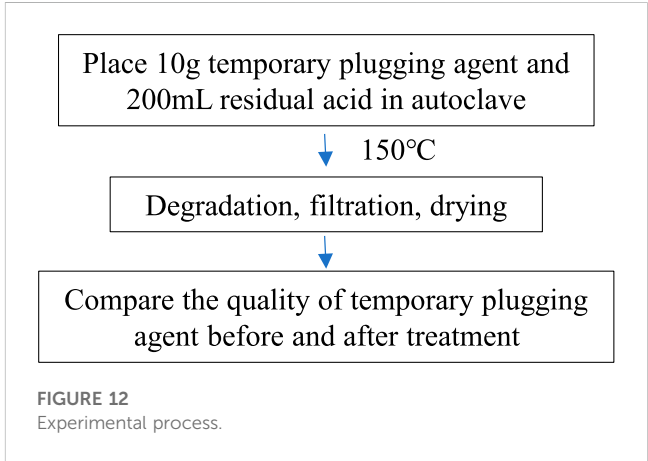 Place 10g temporary plugging agent and
200mL residual acid in autoclave
150℃
Degradation, filtration, drying
Compare the quality of temporary plugging
agent before and after treatment
FIGURE 12
Experimental process.